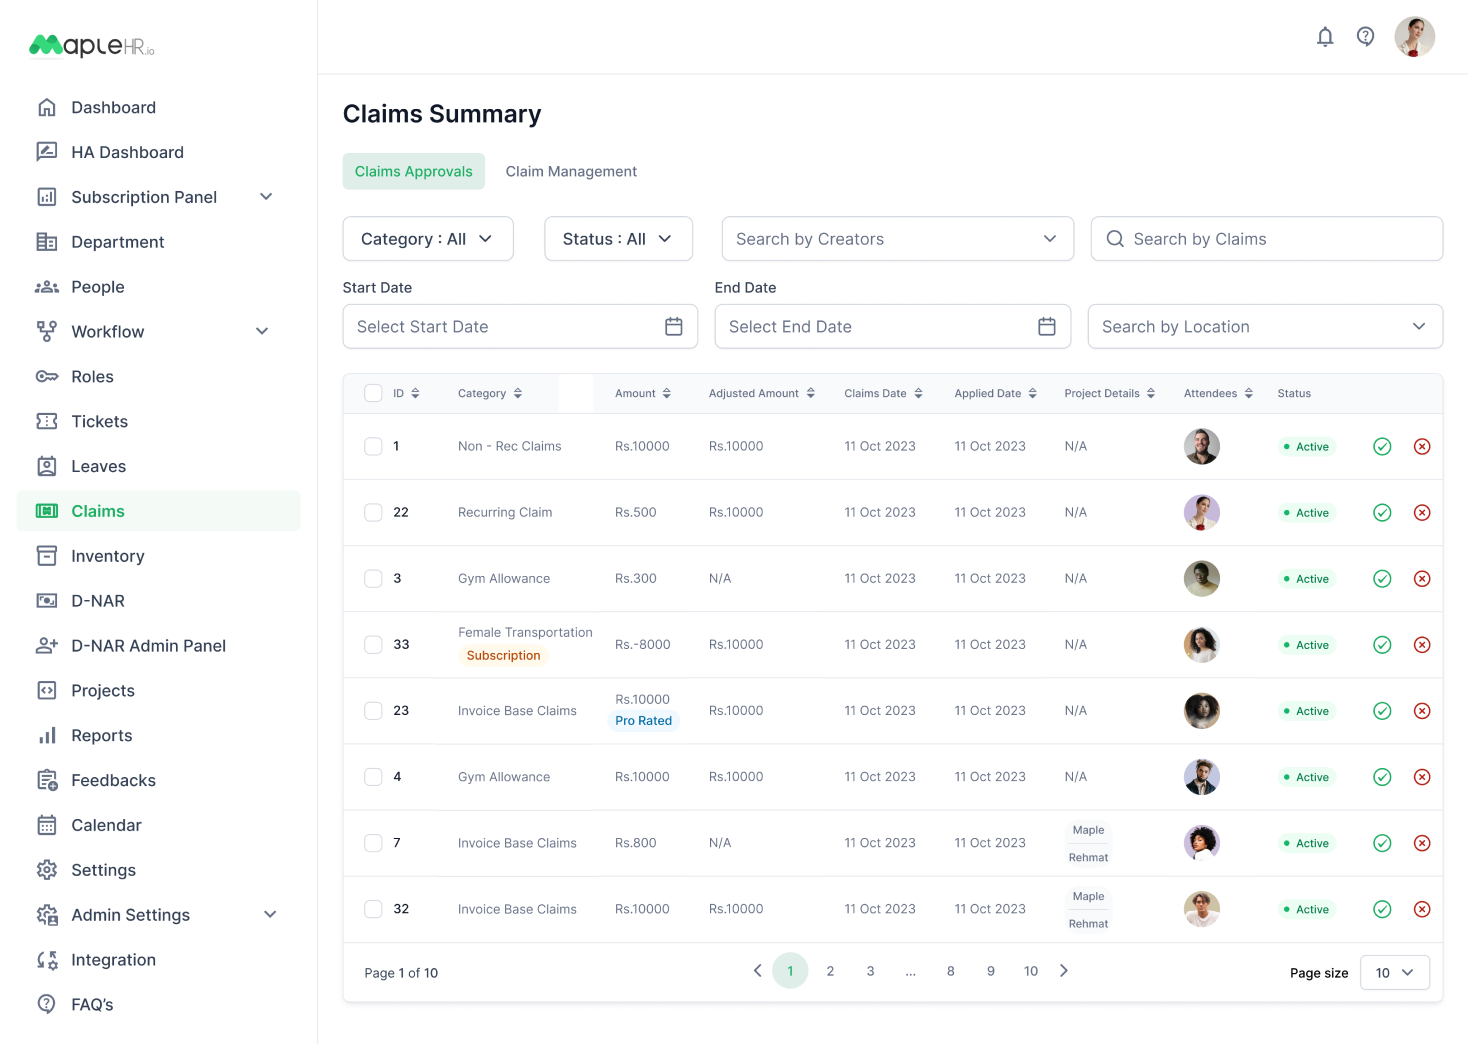 MapleHR.io
Dashboard
HA Dashboard
Subscription Panel
Department
People
Workflow
Roles
Tickets
Leaves
Claims
Inventory
D-NAR
D-NAR Admin Panel
Projects
Reports
Feedbacks
Calendar
Settings
Admin Settings
Integration
FAQ's
Claims Summary
Claims Approvals Claim Management
Category : All Status : All Search by Creators Search by Claims
Start Date End Date
Select Start Date Select End Date Search by Location
ID Category Amount Adjusted Amount Claims Date Applied Date Project Details Attendees Status
1 Non - Rec Claims Rs.10000 Rs.10000 11 Oct 2023 11 Oct 2023 N/A Active
22 Recurring Claim Rs.500 Rs.10000 11 Oct 2023 11 Oct 2023 N/A Active
3 Gym Allowance Rs.300 N/A 11 Oct 2023 11 Oct 2023 N/A Active
33 Female Transportation Rs.-8000 Rs.10000 11 Oct 2023 11 Oct 2023 N/A Active
Subscription
23 Invoice Base Claims Rs.10000 Rs.10000 11 Oct 2023 11 Oct 2023 N/A Active
Pro Rated
4 Gym Allowance Rs.10000 Rs.10000 11 Oct 2023 11 Oct 2023 N/A Active
7 Invoice Base Claims Rs.800 N/A 11 Oct 2023 11 Oct 2023 Maple Active
Rehmat
32 Invoice Base Claims Rs.10000 Rs.10000 11 Oct 2023 11 Oct 2023 Maple Active
Rehmat
Page 1 of 10 1 2 3 ... 8 9 10 Page size 10